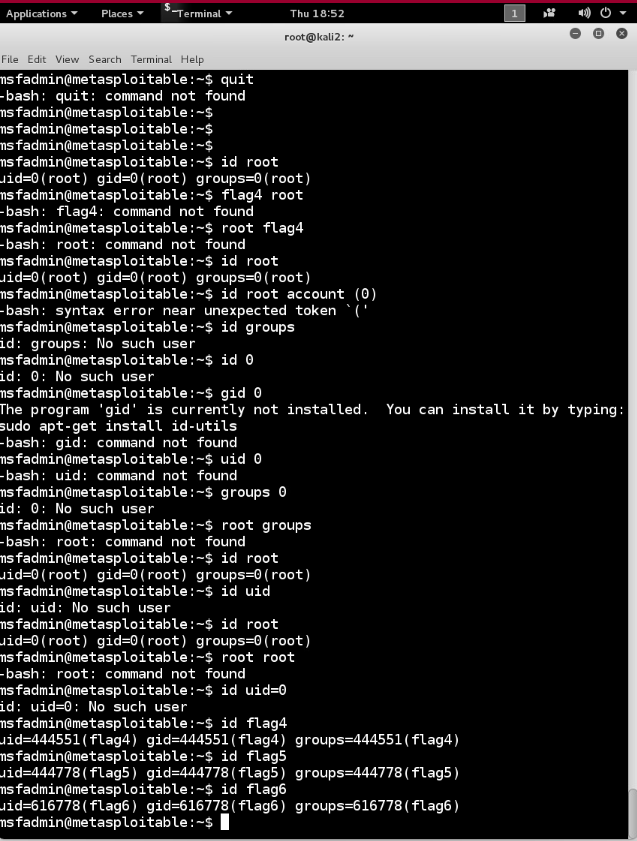 Applications Places $_Terminal Thu 18:52 1
root@kali2: ~
File Edit View Search Terminal Help
msfadmin@metasploitable:~$ quit
-bash: quit: command not found
msfadmin@metasploitable:~$
msfadmin@metasploitable:~$
msfadmin@metasploitable:~$
msfadmin@metasploitable:~$ id root
uid=0(root) gid=0(root) groups=0(root)
msfadmin@metasploitable:~$ flag4 root
-bash: flag4: command not found
msfadmin@metasploitable:~$ root flag4
-bash: root: command not found
msfadmin@metasploitable:~$ id root
uid=0(root) gid=0(root) groups=0(root)
msfadmin@metasploitable:~$ id root account (0)
-bash: syntax error near unexpected token `('
msfadmin@metasploitable:~$ id groups
id: groups: No such user
msfadmin@metasploitable:~$ id 0
id: 0: No such user
msfadmin@metasploitable:~$ gid 0
The program 'gid' is currently not installed.  You can install it by typing:
sudo apt-get install id-utils
-bash: gid: command not found
msfadmin@metasploitable:~$ uid 0
-bash: uid: command not found
msfadmin@metasploitable:~$ groups 0
id: 0: No such user
msfadmin@metasploitable:~$ root groups
-bash: root: command not found
msfadmin@metasploitable:~$ id root
uid=0(root) gid=0(root) groups=0(root)
msfadmin@metasploitable:~$ id uid
id: uid: No such user
msfadmin@metasploitable:~$ id root
uid=0(root) gid=0(root) groups=0(root)
msfadmin@metasploitable:~$ root root
-bash: root: command not found
msfadmin@metasploitable:~$ id uid=0
id: uid=0: No such user
msfadmin@metasploitable:~$ id flag4
uid=444551(flag4) gid=444551(flag4) groups=444551(flag4)
msfadmin@metasploitable:~$ id flag5
uid=444778(flag5) gid=444778(flag5) groups=444778(flag5)
msfadmin@metasploitable:~$ id flag6
uid=616778(flag6) gid=616778(flag6) groups=616778(flag6)
msfadmin@metasploitable:~$